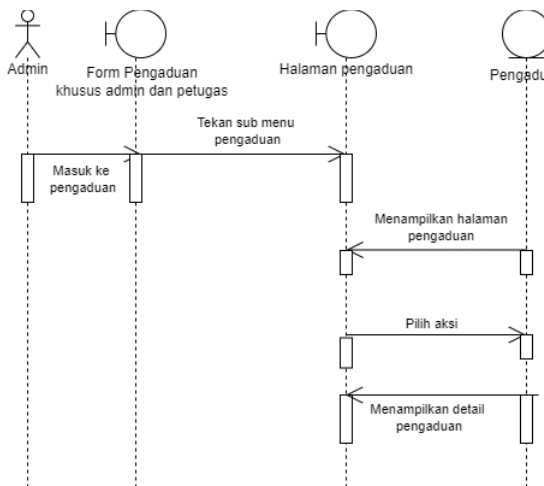 Admin
Form Pengaduan
khusus admin dan petugas
Halaman pengaduan
Tekan sub menu
pengaduan
Masuk ke
pengaduan
Menampilkan halaman
pengaduan
Pilih aksi
Menampilkan detail
pengaduan